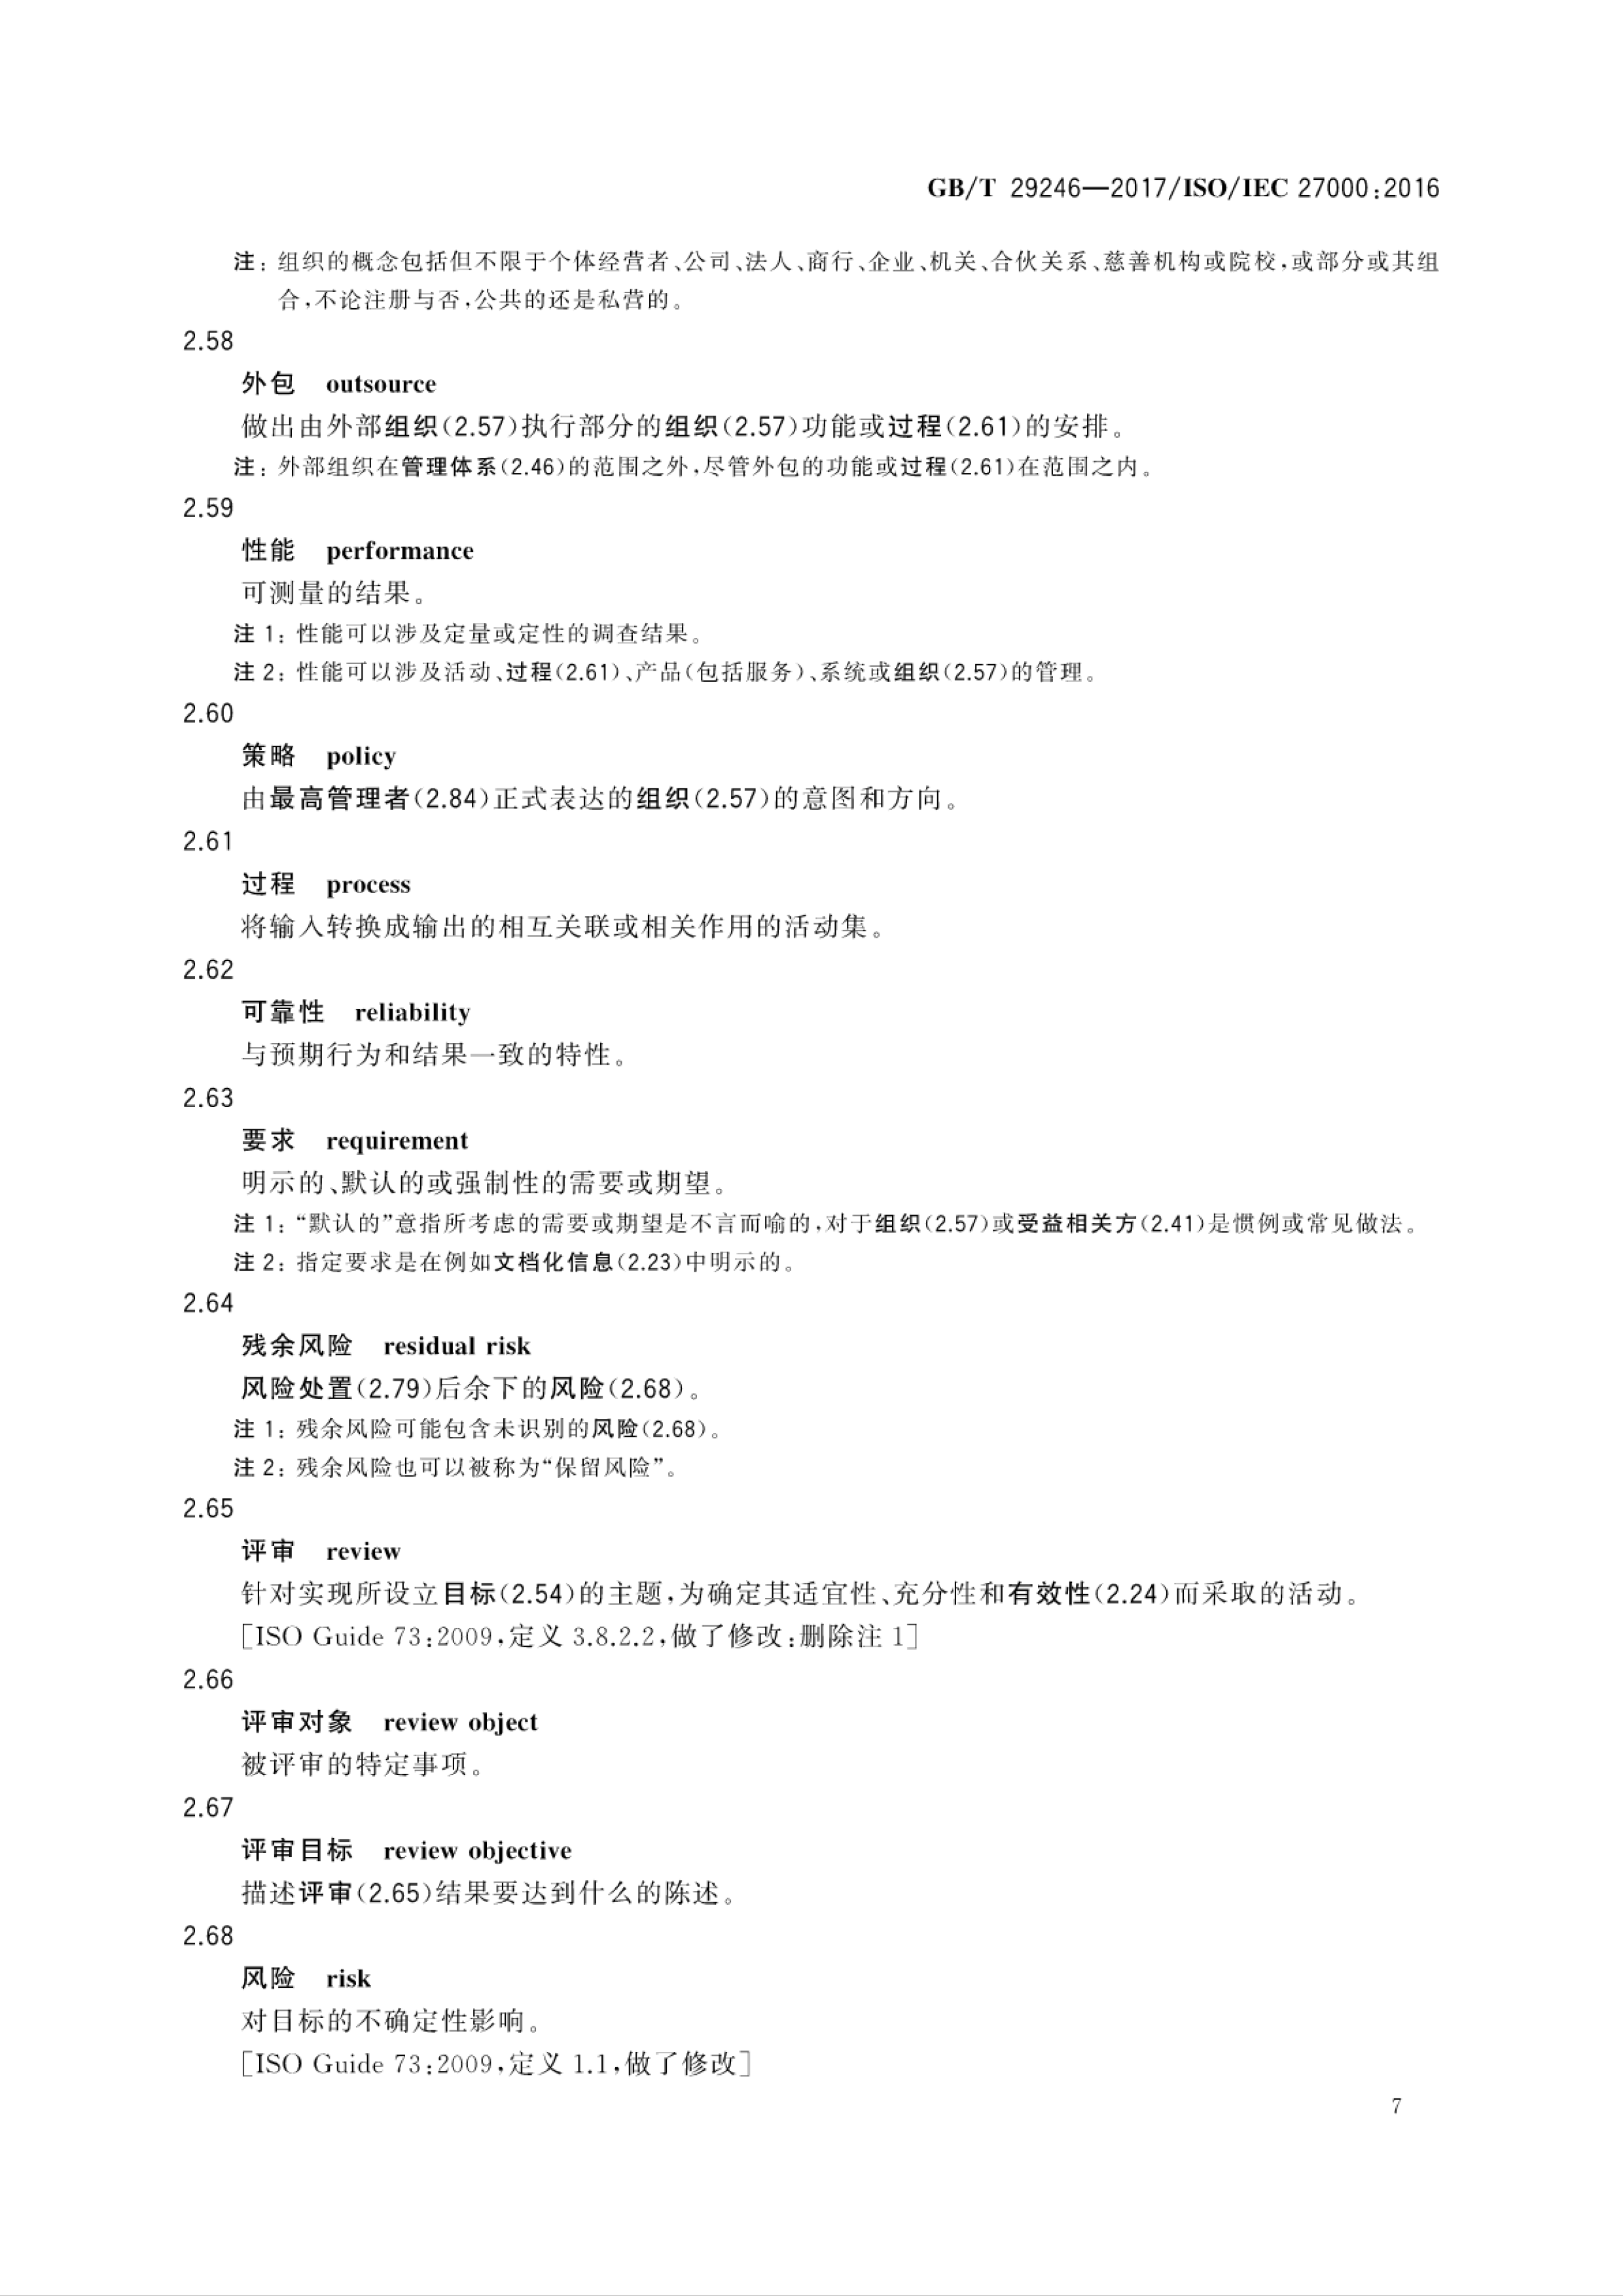 GB/T 29246—2017/ISO/IEC 27000:2016
注：组织的概念包括但不限于个体经营者、公司、法人、商行、企业、机关、合伙关系、慈善机构或院校，或部分或其组
合，不论注册与否，公共的还是私营的。
2.58
外包 outsource
做出由外部组织(2.57)执行部分的组织(2.57)功能或过程(2.61)的安排。
注：外部组织在管理体系(2.46)的范围之外，尽管外包的功能或过程(2.61)在范围之内。
2.59
性能 performance
可测量的结果。
注 1：性能可以涉及定量或定性的调查结果。
注 2：性能可以涉及活动、过程(2.61)、产品(包括服务)、系统或组织(2.57)的管理。
2.60
策略 policy
由最高管理者(2.84)正式表达的组织(2.57)的意图和方向。
2.61
过程 process
将输入转换成输出的相互关联或相关作用的活动集。
2.62
可靠性 reliability
与预期行为和结果一致的特性。
2.63
要求 requirement
明示的、默认的或强制性的需要或期望。
注 1：“默认的”意指所考虑的需要或期望是不言而喻的，对于组织(2.57)或受益相关方(2.41)是惯例或常见做法。
注 2：指定要求是在例如文档化信息(2.23)中明示的。
2.64
残余风险 residual risk
风险处置(2.79)后余下的风险(2.68)。
注 1：残余风险可能包含未识别的风险(2.68)。
注 2：残余风险也可以被称为“保留风险”。
2.65
评审 review
针对实现所设立目标(2.54)的主题，为确定其适宜性、充分性和有效性(2.24)而采取的活动。
[ISO Guide 73:2009，定义 3.8.2.2，做了修改：删除注 1]
2.66
评审对象 review object
被评审的特定事项。
2.67
评审目标 review objective
描述评审(2.65)结果要达到什么的陈述。
2.68
风险 risk
对目标的不确定性影响。
[ISO Guide 73:2009，定义 1.1，做了修改]
7